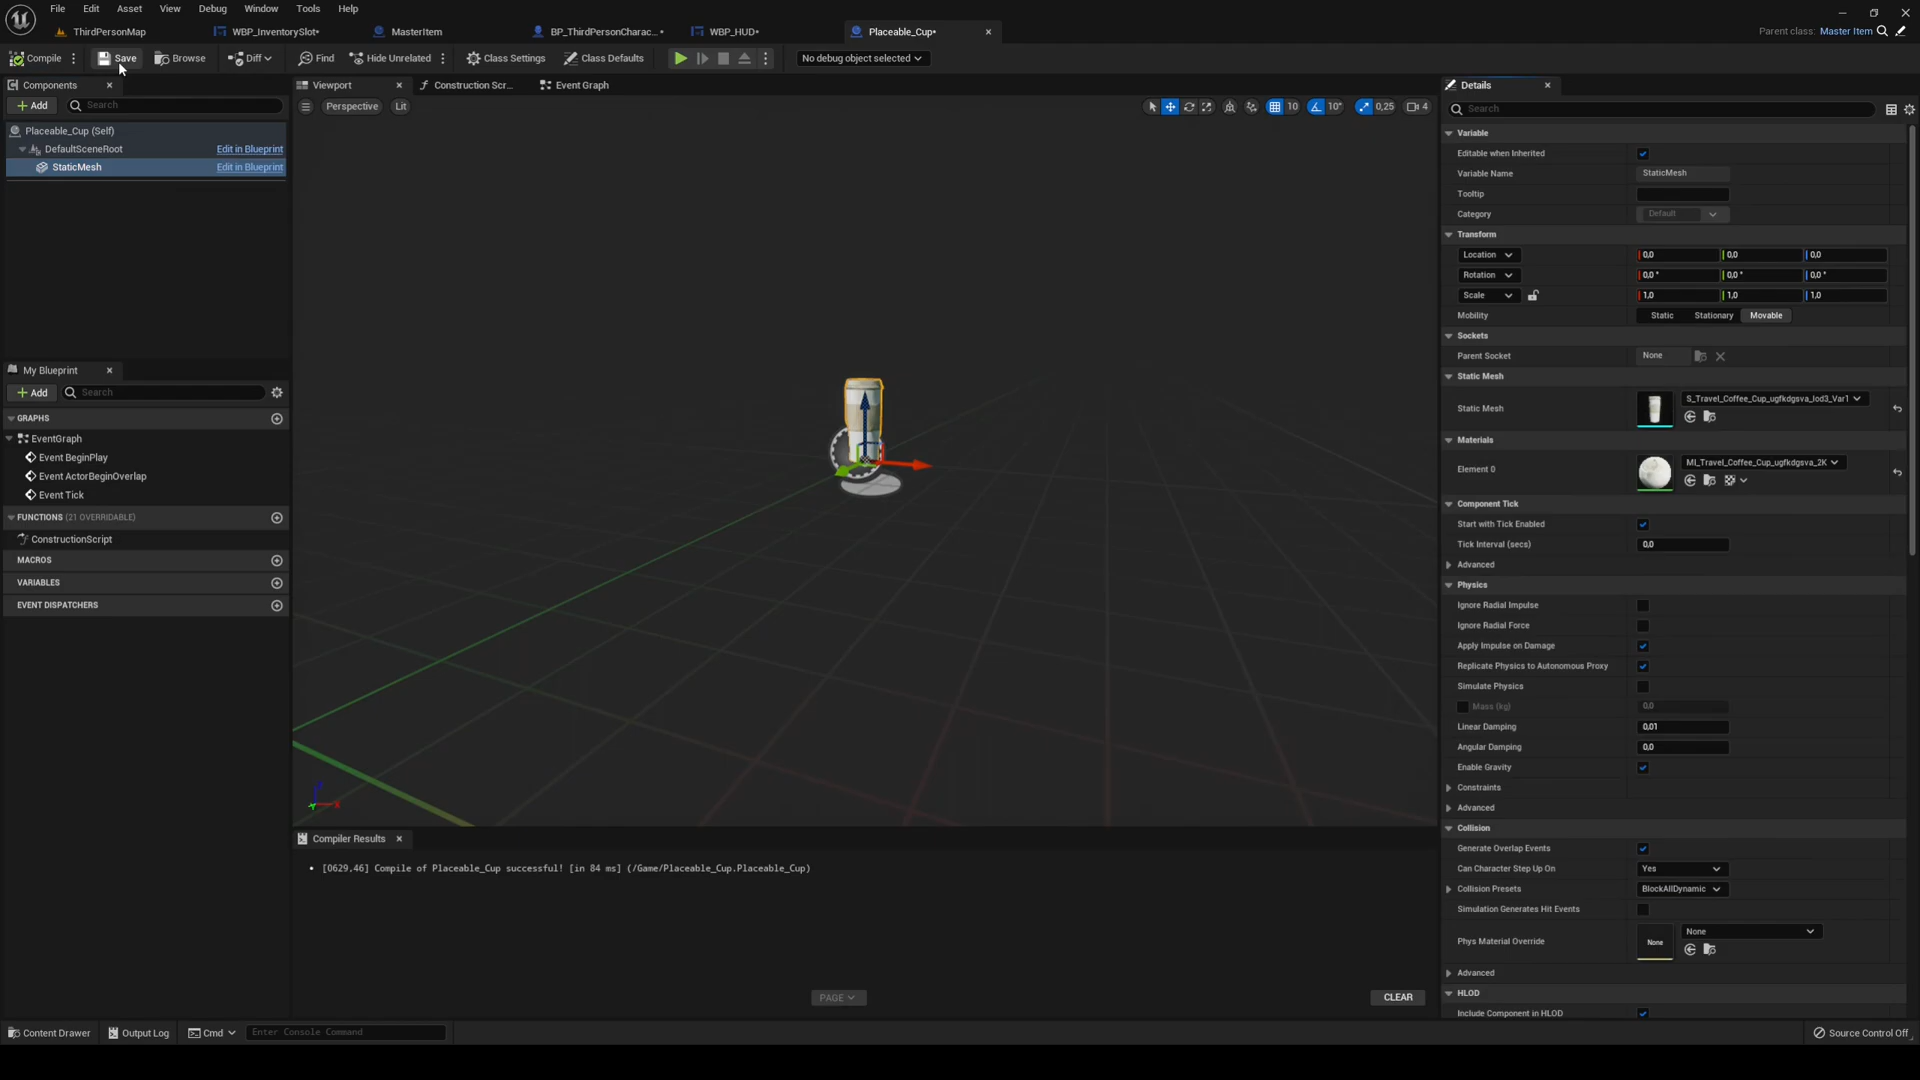 File Edit Asset View Debug Window Tools Help
ThirdPersonMap WBP_InventorySlot• MasterItem BP_ThirdPersonCharac...• WBP_HUD• Placeable_Cup•
Parent class: Master Item
Compile Save Browse Diff Find Hide Unrelated Class Settings Class Defaults No debug object selected
Components
Add Search
Placeable_Cup (Self)
DefaultSceneRoot Edit in Blueprint
StaticMesh Edit in Blueprint
My Blueprint
Add Search
GRAPHS
EventGraph
Event BeginPlay
Event ActorBeginOverlap
Event Tick
FUNCTIONS (21 OVERRIDABLE)
ConstructionScript
MACROS
VARIABLES
EVENT DISPATCHERS
Viewport Construction Scr... Event Graph
Perspective Lit
10 10° 0,25 4
Z
X
Compiler Results
• [0629,46] Compile of Placeable_Cup successful! [in 84 ms] (/Game/Placeable_Cup.Placeable_Cup)
PAGE CLEAR
Details
Search
Variable
Editable when Inherited
Variable Name StaticMesh
Tooltip
Category Default
Transform
Location 0,0 0,0 0,0
Rotation 0,0 ° 0,0 ° 0,0 °
Scale 1,0 1,0 1,0
Mobility Static Stationary Movable
Sockets
Parent Socket None
Static Mesh
Static Mesh S_Travel_Coffee_Cup_ugfkdgsva_lod3_Var1
Materials
Element 0 MI_Travel_Coffee_Cup_ugfkdgsva_2K
Component Tick
Start with Tick Enabled
Tick Interval (secs) 0,0
Advanced
Physics
Ignore Radial Impulse
Ignore Radial Force
Apply Impulse on Damage
Replicate Physics to Autonomous Proxy
Simulate Physics
Mass (kg) 0,0
Linear Damping 0,01
Angular Damping 0,0
Enable Gravity
Constraints
Advanced
Collision
Generate Overlap Events
Can Character Step Up On Yes
Collision Presets BlockAllDynamic
Simulation Generates Hit Events
Phys Material Override None None
Advanced
HLOD
Include Component in HLOD
Content Drawer Output Log Cmd Enter Console Command Source Control Off